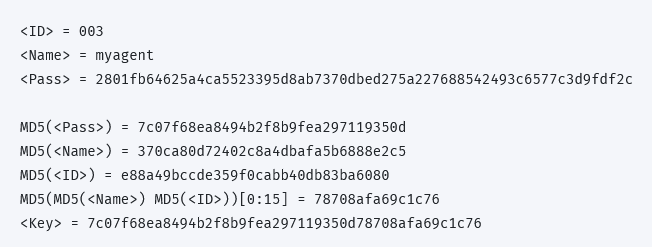 <ID> = 003
<Name> = myagent
<Pass> = 2801fb64625a4ca5523395d8ab7370dbed275a227688542493c6577c3d9fdf2c
MD5(<Pass>) = 7c07f68ea8494b2f8b9fea297119350d
MD5(<Name>) = 370ca80d72402c8a4dbafa5b6888e2c5
MD5(<ID>) = e88a49bccde359f0cabb40db83ba6080
MD5(MD5(<Name>) MD5(<ID>))[0:15] = 78708afa69c1c76
<Key> = 7c07f68ea8494b2f8b9fea297119350d78708afa69c1c76